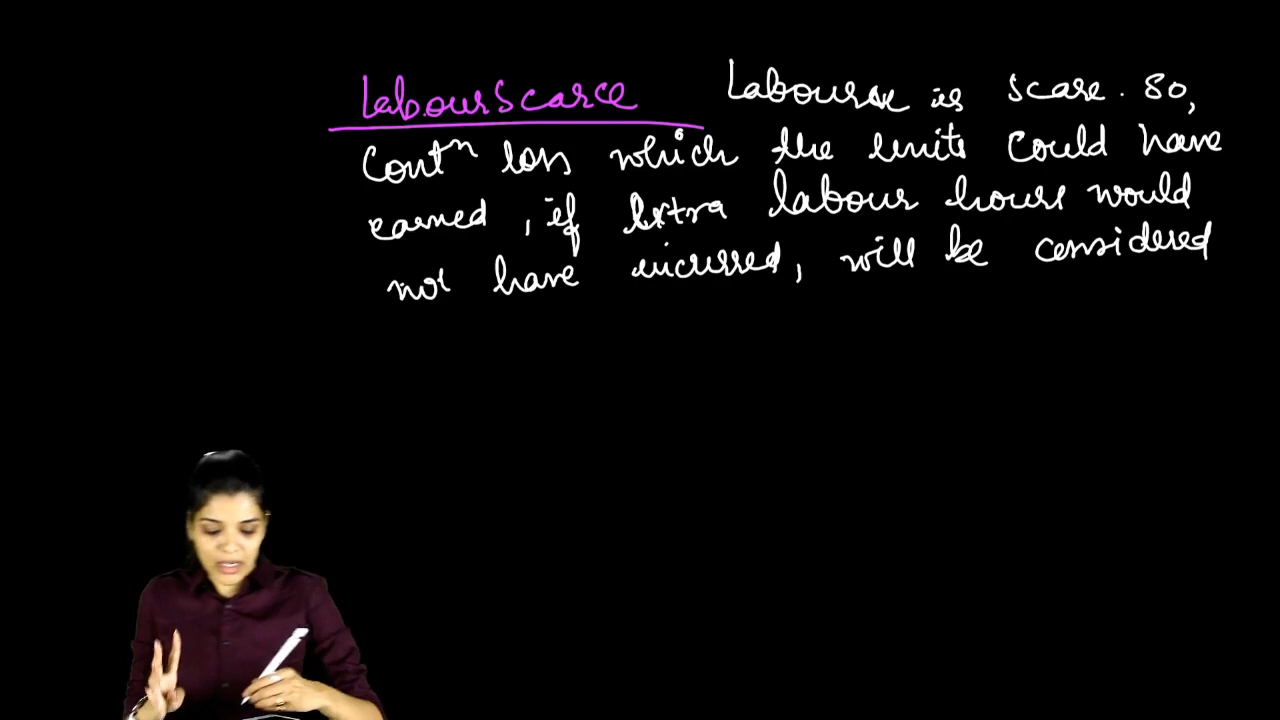 Labour Scarce Labour is scare. So,
Contn loss which the units could have
earned, if extra labour hours would
not have incurred, will be considered